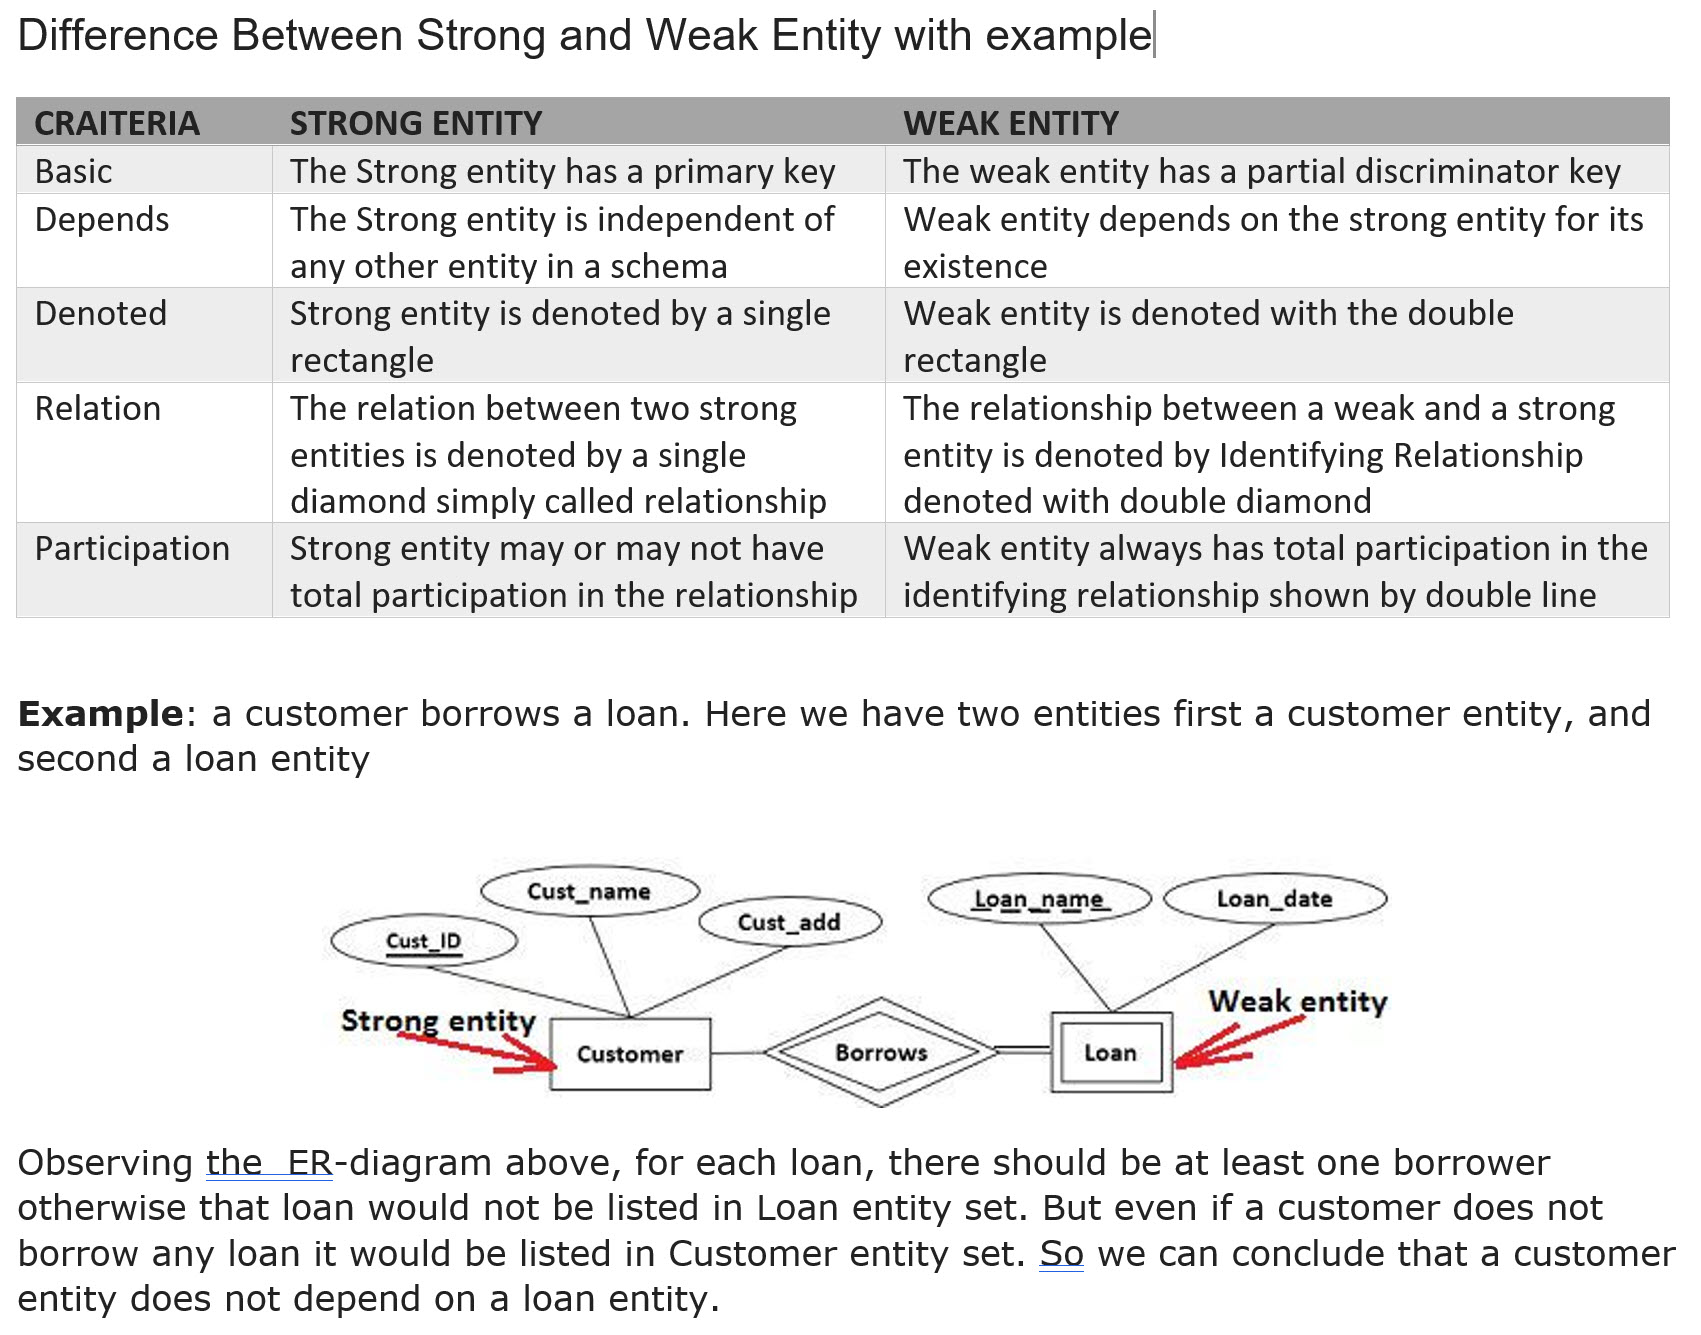 Difference Between Strong and Weak Entity with example
CRAITERIA STRONG ENTITY WEAK ENTITY
Basic The Strong entity has a primary key The weak entity has a partial discriminator key
Depends The Strong entity is independent of Weak entity depends on the strong entity for its
any other entity in a schema existence
Denoted Strong entity is denoted by a single Weak entity is denoted with the double
rectangle rectangle
Relation The relation between two strong The relationship between a weak and a strong
entities is denoted by a single entity is denoted by Identifying Relationship
diamond simply called relationship denoted with double diamond
Participation Strong entity may or may not have Weak entity always has total participation in the
total participation in the relationship identifying relationship shown by double line
Example: a customer borrows a loan. Here we have two entities first a customer entity, and
second a loan entity
Cust_name
Loan_name Loan_date
Cust_add
Cust_ID
Weak entity
Strong entity
Customer Borrows Loan
Observing the  ER-diagram above, for each loan, there should be at least one borrower
otherwise that loan would not be listed in Loan entity set. But even if a customer does not
borrow any loan it would be listed in Customer entity set. So we can conclude that a customer
entity does not depend on a loan entity.